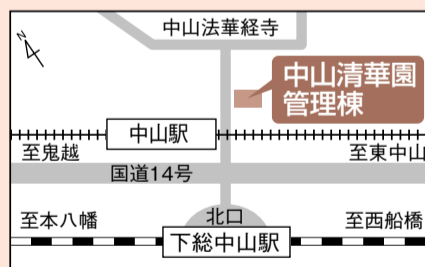 中山法華経寺
N
中山清華園
管理棟
中山駅
至鬼越
至東中山
国道14号
至本八幡
北口
至西船橋
下総中山駅